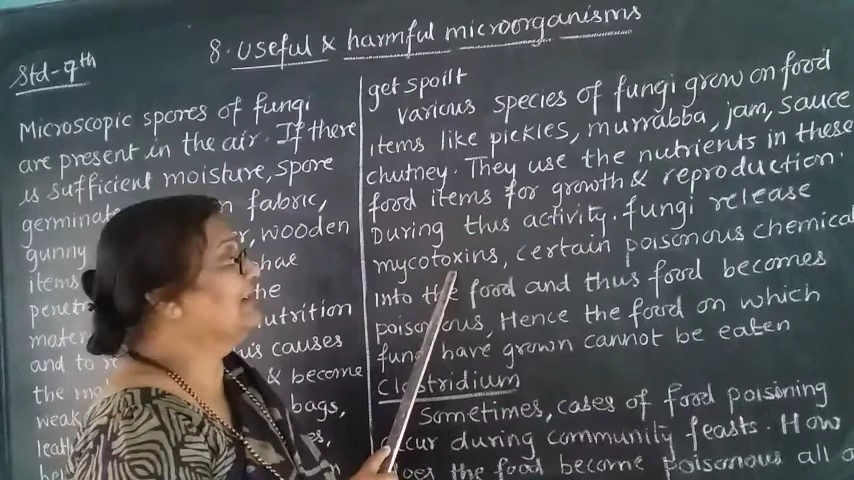 8. Useful & harmful microorganisms
Std-9th
Microscopic spores of fungi
are present in the air. If there
is sufficient moisture, spore
germinat n fabric,
gunny r, wooden
items hae
penet he
mate utrition
and to re is causes
the m & become
weak bags,
leath es,
get spoilt
various species of fungi grow on food
items like pickles, murrabba, jam, sauce
chutney. They use the nutrients in these
food items for growth & reproduction.
During this activity. fungi release
mycotoxins, certain poisonous chemical
into the food and thus food becomes
poisonous, Hence the food on which
fung have grown cannot be eaten
Clostridium
Sometimes, cases of food poisining
occur during community feasts. How
does the food become poisonous all o